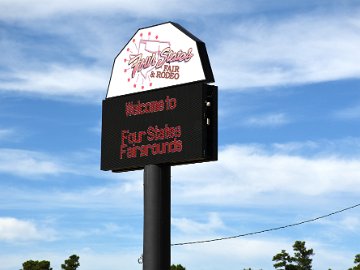 Four States
FAIR
& RODEO
Welcome to
Four States
Fairgrounds